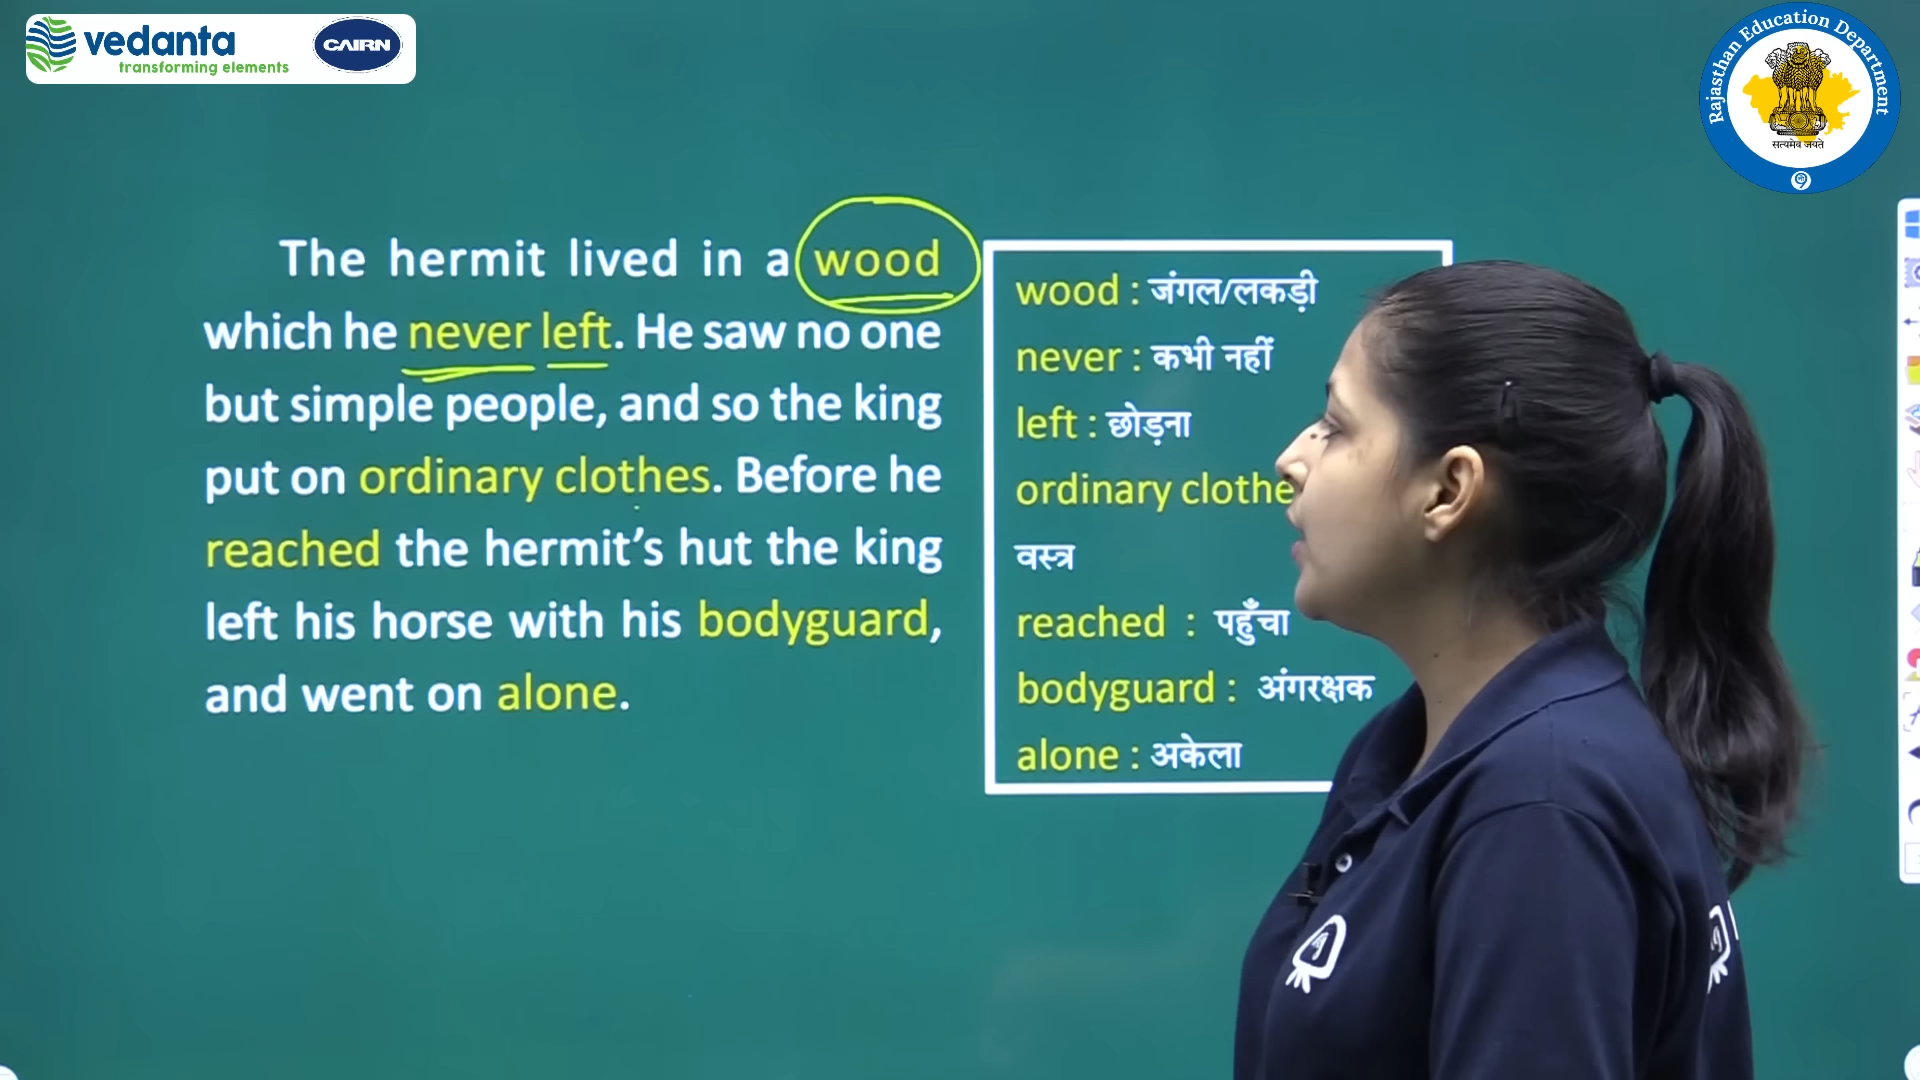 vedanta
transforming elements
CAIRN
Rajasthan Education Department
सत्यमेव जयते
The hermit lived in a wood
which he never left. He saw no one
but simple people, and so the king
put on ordinary clothes. Before he
reached the hermit's hut the king
left his horse with his bodyguard,
and went on alone.
wood : जंगल/लकड़ी
never : कभी नहीं
left : छोड़ना
ordinary clothe
वस्त्र
reached : पहुँचा
bodyguard : अंगरक्षक
alone : अकेला